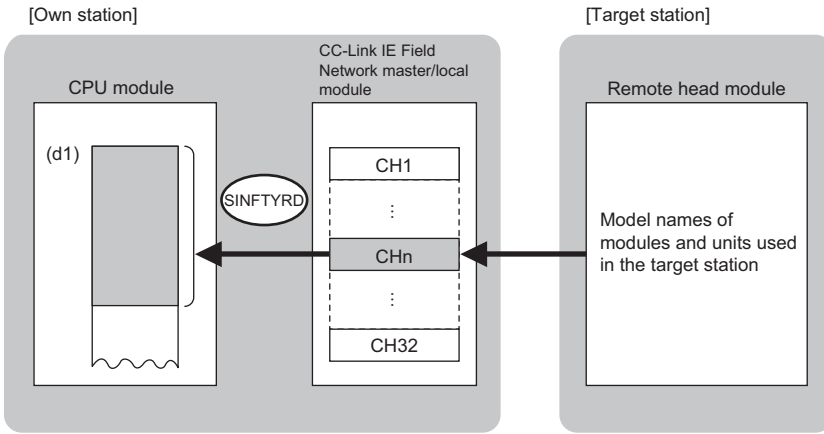 [Own station]
[Target station]
CPU module
CC-Link IE Field
Network master/local
module
Remote head module
(d1)
SINFTYRD
CH1
⋮
CHn
⋮
CH32
Model names of
modules and units used
in the target station